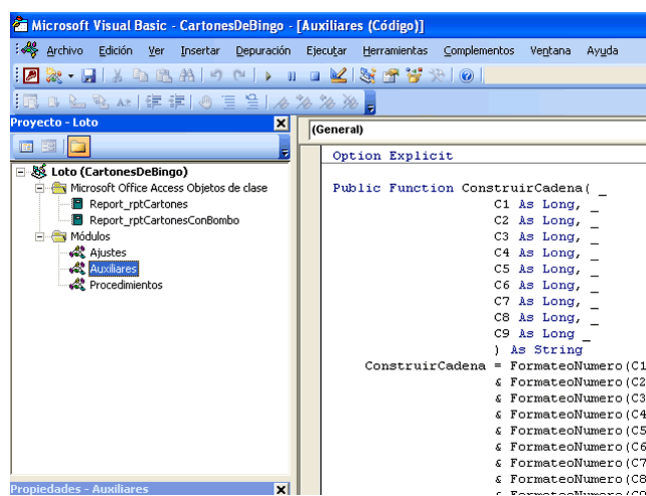 Microsoft Visual Basic - CartonesDeBingo - [Auxiliares (Código)]
Archivo Edición Ver Insertar Depuración Ejecutar Herramientas Complementos Ventana Ayuda
Proyecto - Loto
Loto (CartonesDeBingo)
Microsoft Office Access Objetos de clase
Report_rptCartones
Report_rptCartonesConBombo
Módulos
Ajustes
Auxiliares
Procedimientos
Propiedades - Auxiliares
(General)
Option Explicit
Public Function ConstruirCadena( _
C1 As Long, _
C2 As Long, _
C3 As Long, _
C4 As Long, _
C5 As Long, _
C6 As Long, _
C7 As Long, _
C8 As Long, _
C9 As Long _
) As String
ConstruirCadena = FormateoNumero(C1
& FormateoNumero(C2
& FormateoNumero(C3
& FormateoNumero(C4
& FormateoNumero(C5
& FormateoNumero(C6
& FormateoNumero(C7
& FormateoNumero(C8
& FormateoNumero(C9